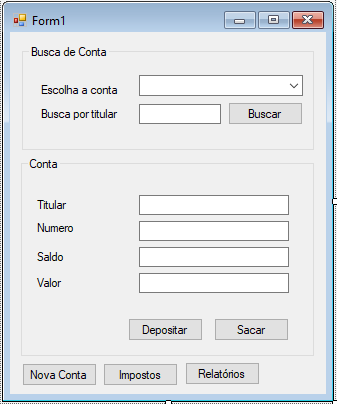 Form1
Busca de Conta
Escolha a conta
Busca por titular
Buscar
Conta
Titular
Numero
Saldo
Valor
Depositar Sacar
Nova Conta Impostos Relatórios